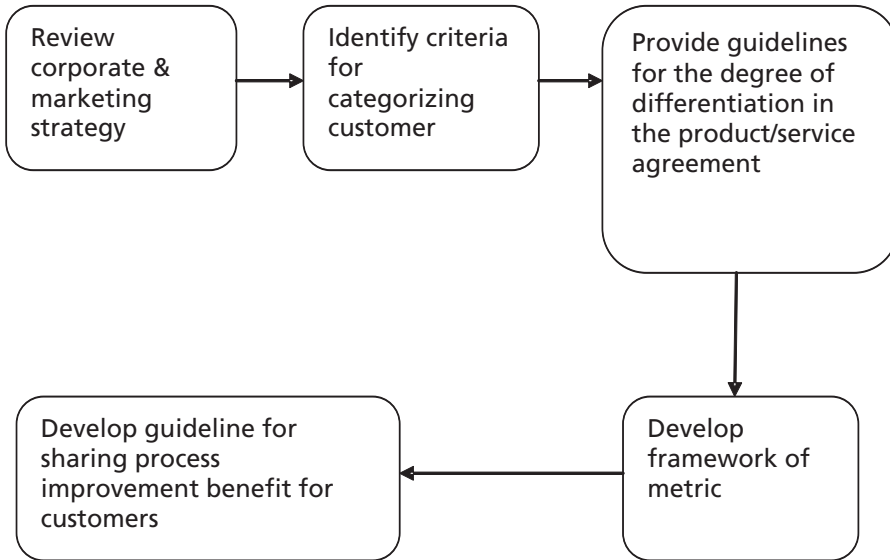 Review
corporate &
marketing
strategy
Identify criteria
for
categorizing
customer
Provide guidelines
for the degree of
differentiation in
the product/service
agreement
Develop
framework of
metric
Develop guideline for
sharing process
improvement benefit for
customers